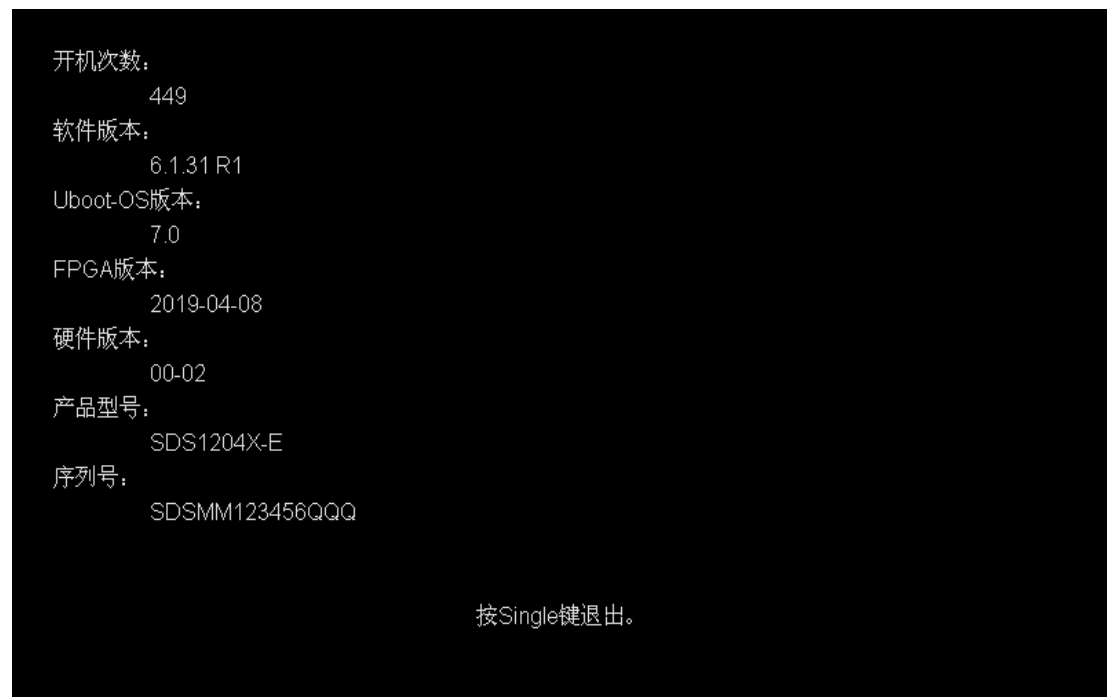 开机次数：
449
软件版本：
6.1.31 R1
Uboot-OS版本：
7.0
FPGA版本：
2019-04-08
硬件版本：
00-02
产品型号：
SDS1204X-E
序列号：
SDSMM123456QQQ
按Single键退出。